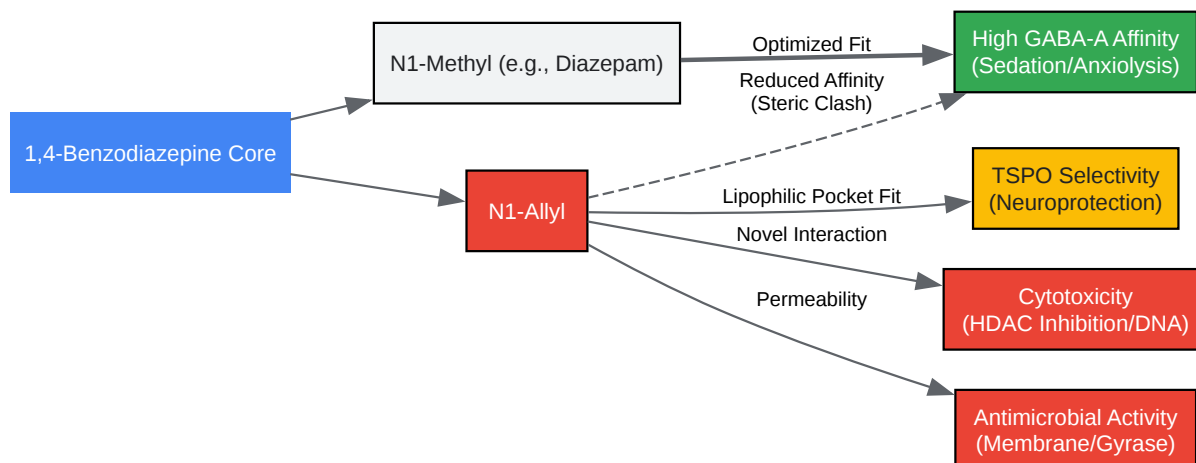 N1-Methyl (e.g., Diazepam)
Optimized Fit
High GABA-A Affinity
(Sedation/Anxiolysis)
Reduced Affinity
(Steric Clash)
1,4-Benzodiazepine Core
N1-Allyl
Lipophilic Pocket Fit
TSPO Selectivity
(Neuroprotection)
Novel Interaction
Cytotoxicity
(HDAC Inhibition/DNA)
Permeability
Antimicrobial Activity
(Membrane/Gyrase)